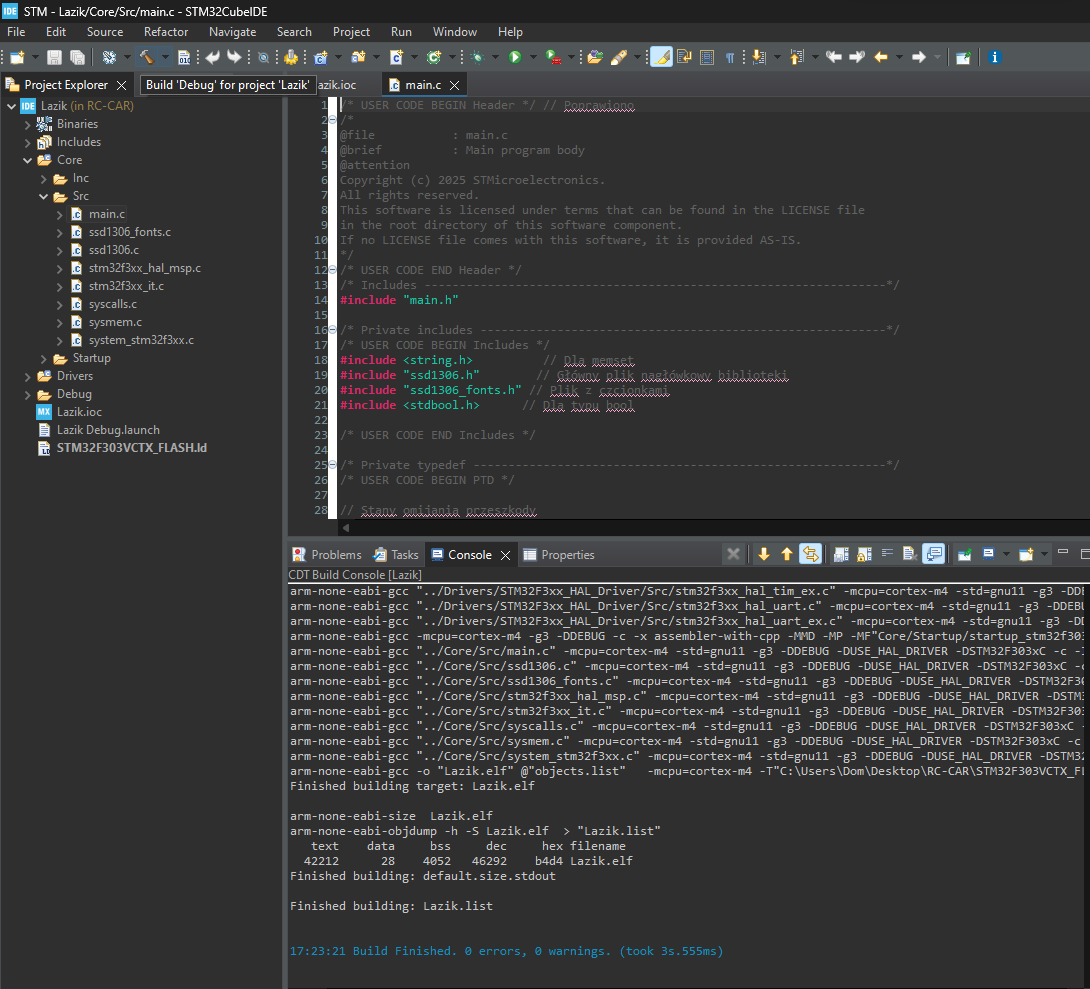 STM - Lazik/Core/Src/main.c - STM32CubeIDE
File Edit Source Refactor Navigate Search Project Run Window Help
Project Explorer
Build 'Debug' for project 'Lazik'
azik.ioc
main.c
Lazik (in RC-CAR)
Binaries
Includes
Core
Inc
Src
main.c
ssd1306_fonts.c
ssd1306.c
stm32f3xx_hal_msp.c
stm32f3xx_it.c
syscalls.c
sysmem.c
system_stm32f3xx.c
Startup
Drivers
Debug
Lazik.ioc
Lazik Debug.launch
STM32F303VCTX_FLASH.ld
1 /* USER CODE BEGIN Header */ // Poprawiono
2 /*
3 @file : main.c
4 @brief : Main program body
5 @attention
6 Copyright (c) 2025 STMicroelectronics.
7 All rights reserved.
8 This software is licensed under terms that can be found in the LICENSE file
9 in the root directory of this software component.
10 If no LICENSE file comes with this software, it is provided AS-IS.
11 */
12 /* USER CODE END Header */
13 /* Includes ------------------------------------------------------------------*/
14 #include "main.h"
15
16 /* Private includes ----------------------------------------------------------*/
17 /* USER CODE BEGIN Includes */
18 #include <string.h> // Dla memset
19 #include "ssd1306.h" // Główny plik nagłówkowy biblioteki
20 #include "ssd1306_fonts.h" // Plik z czcionkami
21 #include <stdbool.h> // Dla typu bool
22
23 /* USER CODE END Includes */
24
25 /* Private typedef -----------------------------------------------------------*/
26 /* USER CODE BEGIN PTD */
27
28 // Stany omijania przeszkody
Problems Tasks Console Properties
CDT Build Console [Lazik]
arm-none-eabi-gcc "../Drivers/STM32F3xx_HAL_Driver/Src/stm32f3xx_hal_tim_ex.c" -mcpu=cortex-m4 -std=gnu11 -g3 -DDEB
arm-none-eabi-gcc "../Drivers/STM32F3xx_HAL_Driver/Src/stm32f3xx_hal_uart.c" -mcpu=cortex-m4 -std=gnu11 -g3 -DDEBU
arm-none-eabi-gcc "../Drivers/STM32F3xx_HAL_Driver/Src/stm32f3xx_hal_uart_ex.c" -mcpu=cortex-m4 -std=gnu11 -g3 -DD
arm-none-eabi-gcc -mcpu=cortex-m4 -g3 -DDEBUG -c -x assembler-with-cpp -MMD -MP -MF"Core/Startup/startup_stm32f303
arm-none-eabi-gcc "../Core/Src/main.c" -mcpu=cortex-m4 -std=gnu11 -g3 -DDEBUG -DUSE_HAL_DRIVER -DSTM32F303xC -c -I
arm-none-eabi-gcc "../Core/Src/ssd1306.c" -mcpu=cortex-m4 -std=gnu11 -g3 -DDEBUG -DUSE_HAL_DRIVER -DSTM32F303xC -c
arm-none-eabi-gcc "../Core/Src/ssd1306_fonts.c" -mcpu=cortex-m4 -std=gnu11 -g3 -DDEBUG -DUSE_HAL_DRIVER -DSTM32F3
arm-none-eabi-gcc "../Core/Src/stm32f3xx_hal_msp.c" -mcpu=cortex-m4 -std=gnu11 -g3 -DDEBUG -DUSE_HAL_DRIVER -DSTM3
arm-none-eabi-gcc "../Core/Src/stm32f3xx_it.c" -mcpu=cortex-m4 -std=gnu11 -g3 -DDEBUG -DUSE_HAL_DRIVER -DSTM32F303
arm-none-eabi-gcc "../Core/Src/syscalls.c" -mcpu=cortex-m4 -std=gnu11 -g3 -DDEBUG -DUSE_HAL_DRIVER -DSTM32F303xC -
arm-none-eabi-gcc "../Core/Src/sysmem.c" -mcpu=cortex-m4 -std=gnu11 -g3 -DDEBUG -DUSE_HAL_DRIVER -DSTM32F303xC -c
arm-none-eabi-gcc "../Core/Src/system_stm32f3xx.c" -mcpu=cortex-m4 -std=gnu11 -g3 -DDEBUG -DUSE_HAL_DRIVER -DSTM32
arm-none-eabi-gcc -o "Lazik.elf" @"objects.list" -mcpu=cortex-m4 -T"C:\Users\Dom\Desktop\RC-CAR\STM32F303VCTX_FL
Finished building target: Lazik.elf

arm-none-eabi-size Lazik.elf
arm-none-eabi-objdump -h -S Lazik.elf > "Lazik.list"
text data bss dec hex filename
42212 28 4052 46292 b4d4 Lazik.elf
Finished building: default.size.stdout

Finished building: Lazik.list

17:23:21 Build Finished. 0 errors, 0 warnings. (took 3s.555ms)